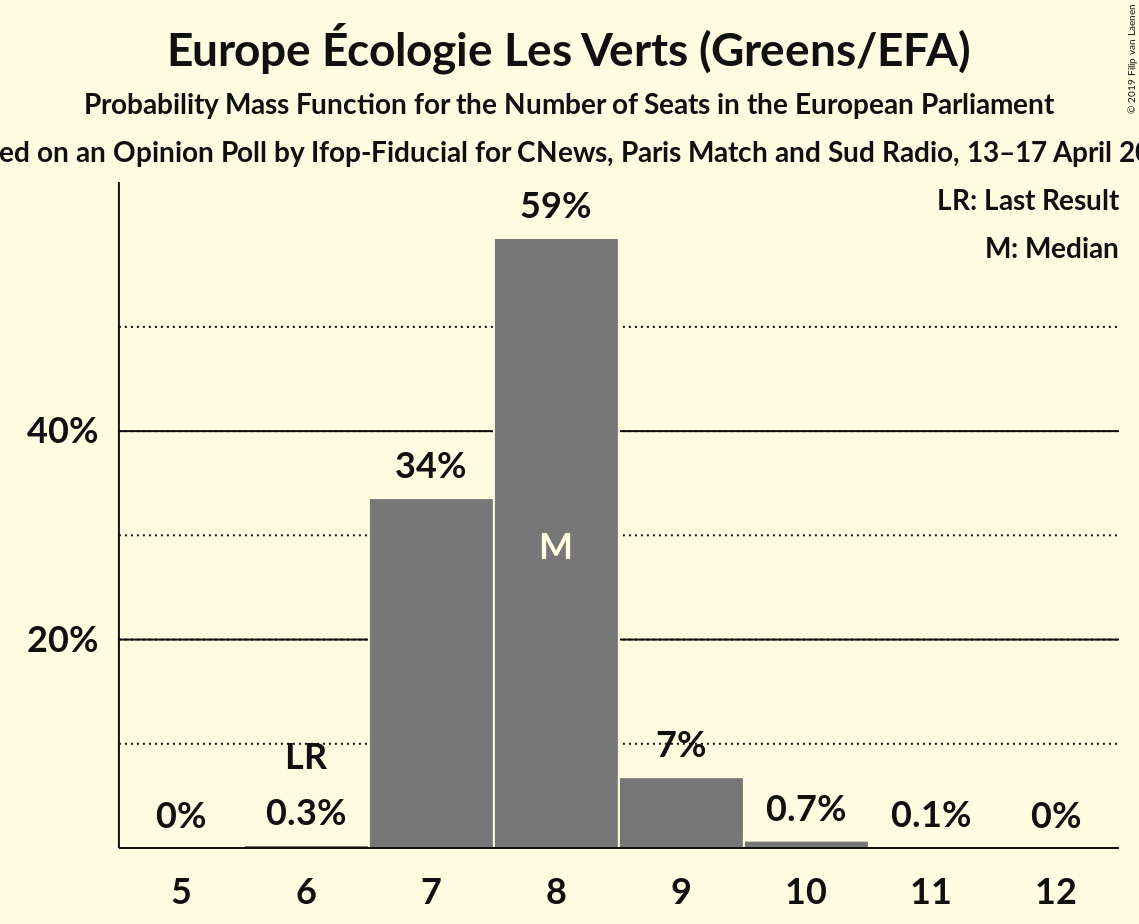 Europe Écologie Les Verts (Greens/EFA)
Probability Mass Function for the Number of Seats in the European Parliament
ed on an Opinion Poll by Ifop-Fiducial for CNews, Paris Match and Sud Radio, 13–17 April 20
© 2019 Filip van Laenen
LR: Last Result
M: Median
59%
40%
34%
M
20%
LR
7%
0%
0.3%
0.7%
0.1%
0%
5 6 7 8 9 10 11 12